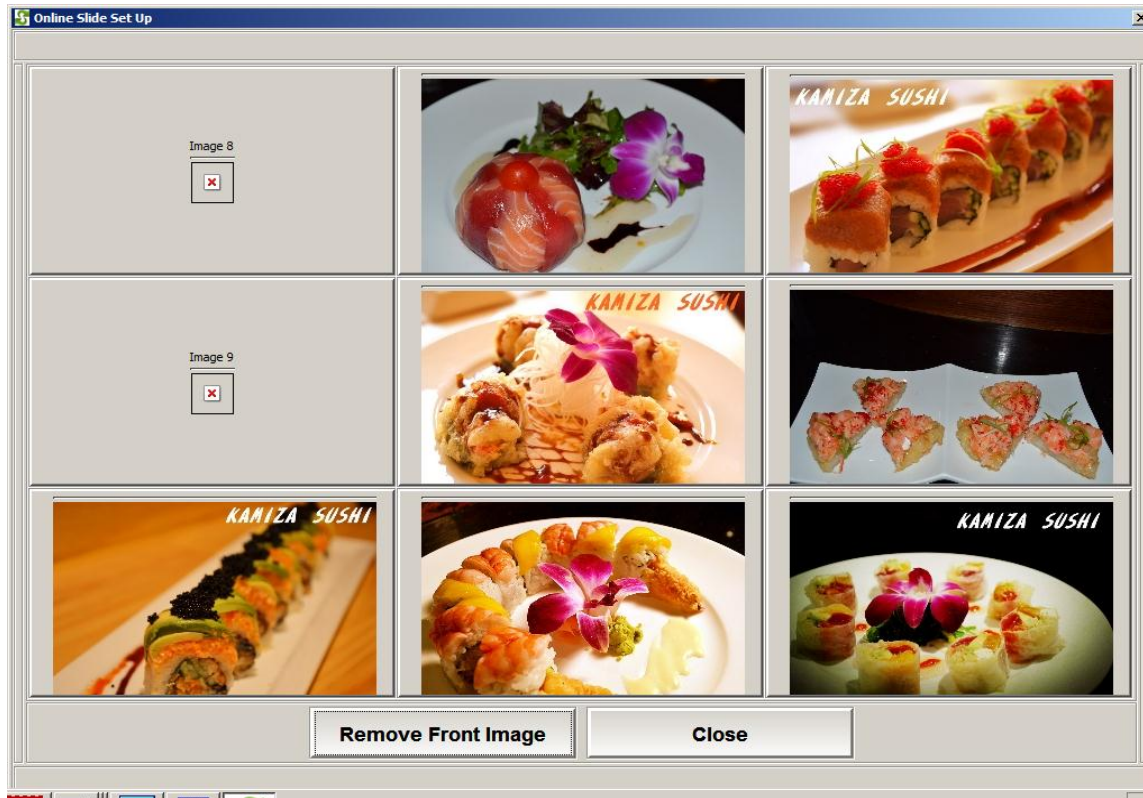 Online Slide Set Up
Image 8
KAMIZA SUSHI
Image 9
KAMIZA SUSHI
KAMIZA SUSHI
KAMIZA SUSHI
Remove Front Image
Close